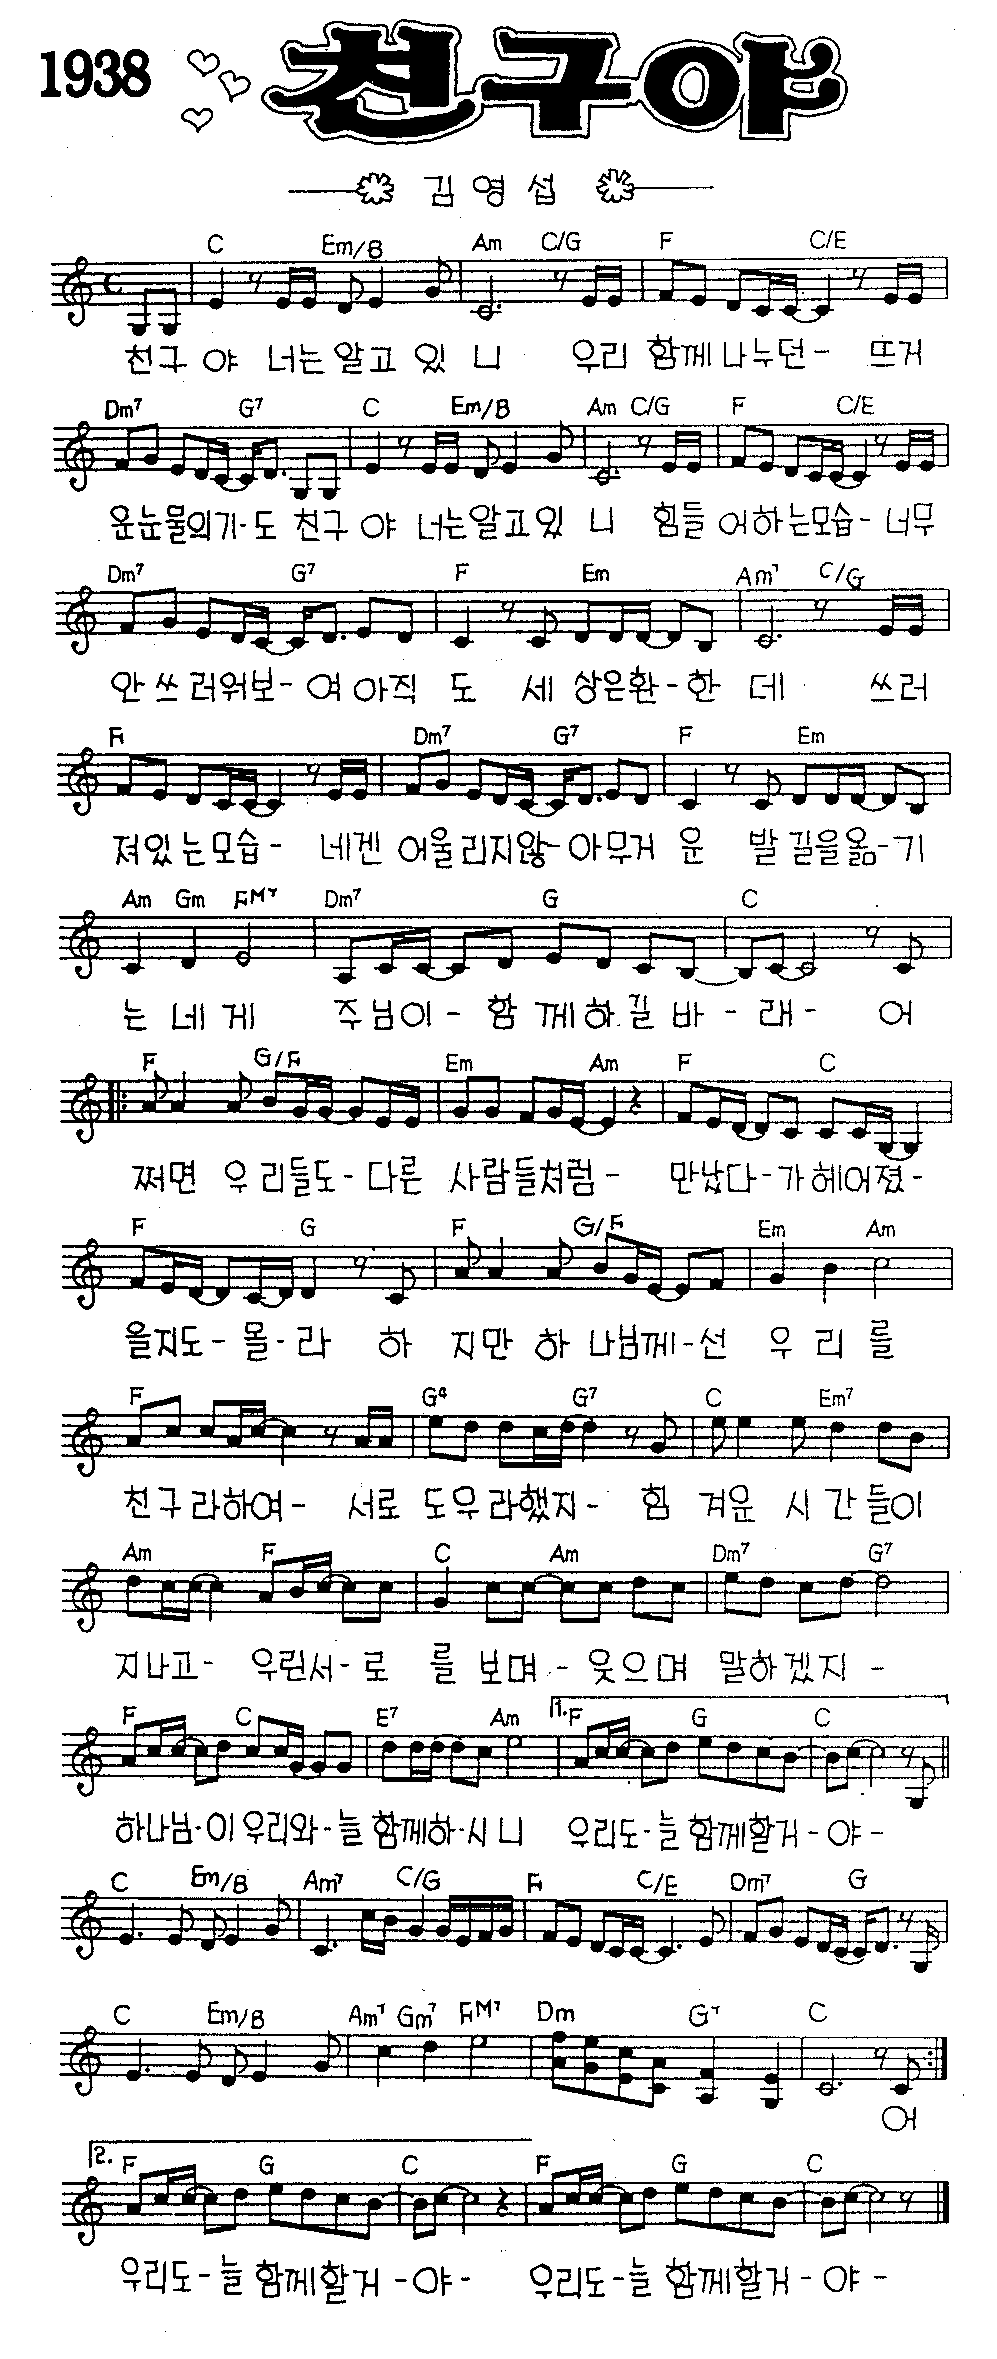 1938 친구야
김영섭
C Em/B Am C/G F C/E
친구 야 너는 알고 있 니 우리 함께 나누던- 뜨거
Dm7 G7 C Em/B Am C/G F C/E
운눈물의기-도 친구 야 너는알고있 니 힘들 어하는모습- 너무
Dm7 G7 F Em Am7 C/G
안쓰러워보-여 아직 도 세 상은환-한 데 쓰러
F Dm7 G7 F Em
져있는모습- 네겐 어울리지않-아무거 운 발 길을옮-기
Am Gm FM7 Dm7 G C
는 네 게 주님이- 함 께하길 바- 래- 어
F G/F Em Am F C
쩌면 우 리들도-다른 사람들처럼- 만났다-가헤어졌-
F G F G/F Em Am
을지도-몰-라 하 지만 하 나님께-선 우 리 를
F G4 G7 C Em7
친구라하여- 서로 도우라했지- 힘 겨운 시 간 들이
Am F C Am Dm7 G7
지나고- 우린서-로 를 보며- 웃으며 말하겠지-
F C E7 Am 1. F G C
하나님-이우리와-늘 함께하-시니 우리도-늘 함께할거-야-
C Em/B Am7 C/G F C/E Dm7 G
C Em/B Am7 Gm7 FM7 Dm G7 C
어
2. F G C F G C
우리도-늘 함께할거-야- 우리도-늘 함께할거-야-